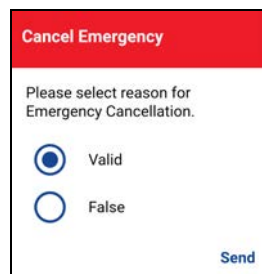 Cancel Emergency
Please select reason for
Emergency Cancellation.
Valid
False
Send